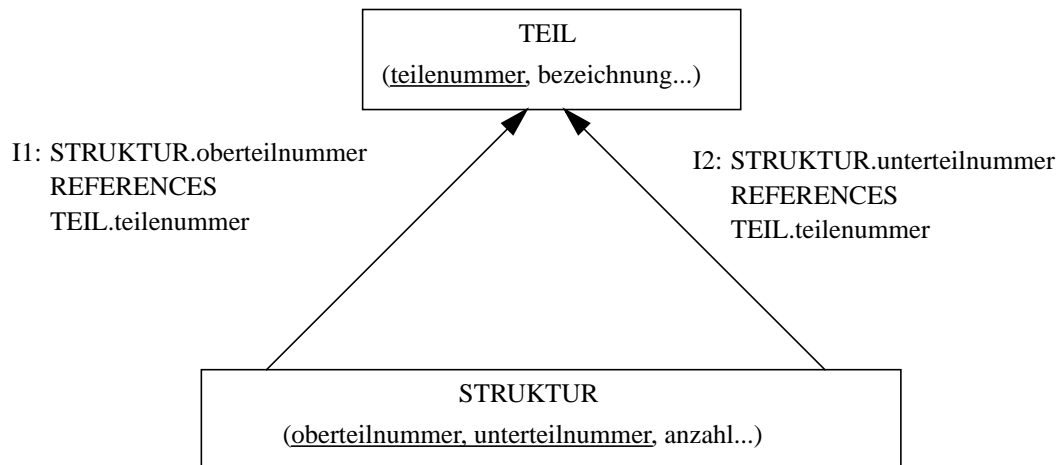 TEIL
(teilenummer, bezeichnung...)
I1: STRUKTUR.oberteilnummer
REFERENCES
TEIL.teilenummer
I2: STRUKTUR.unterteilnummer
REFERENCES
TEIL.teilenummer
STRUKTUR
(oberteilnummer, unterteilnummer, anzahl...)